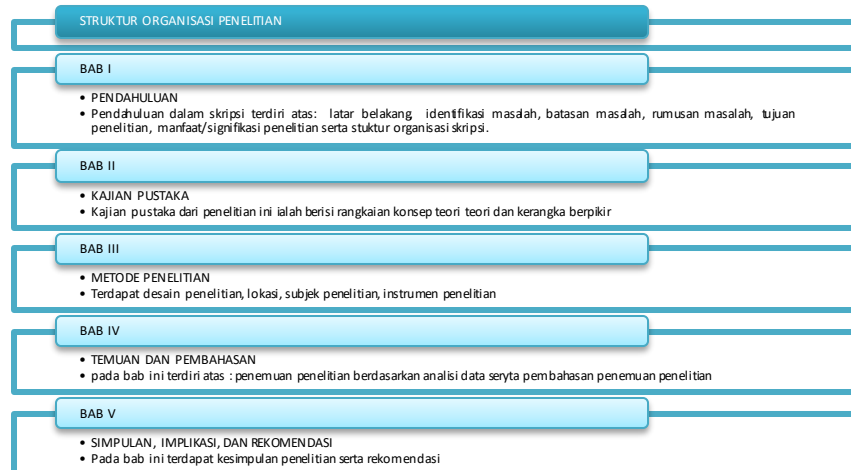 STRUKTUR ORGANISASI PENELITIAN
BAB I
• PENDAHULUAN
• Pendahuluan dalam skripsi terdiri atas: latar belakang, identifikasi masalah, batasan masalah, rumusan masalah, tujuan
penelitian, manfaat/signifikasi penelitian serta stuktur organisasi skripsi.
BAB II
• KAJIAN PUSTAKA
• Kajian pustaka dari penelitian ini ialah berisi rangkaian konsep teori teori dan kerangka berpikir
BAB III
• METODE PENELITIAN
• Terdapat desain penelitian, lokasi, subjek penelitian, instrumen penelitian
BAB IV
• TEMUAN DAN PEMBAHASAN
• pada bab ini terdiri atas : penemuan penelitian berdasarkan analisi data seryta pembahasan penemuan penelitian
BAB V
• SIMPULAN, IMPLIKASI, DAN REKOMENDASI
• Pada bab ini terdapat kesimpulan penelitian serta rekomendasi